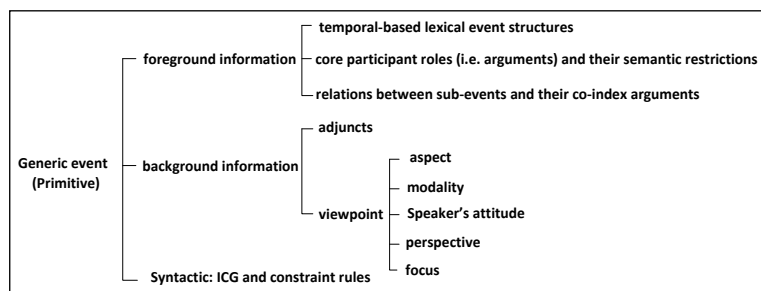 temporal-based lexical event structures
foreground information
core participant roles (i.e. arguments) and their semantic restrictions
relations between sub-events and their co-index arguments
adjuncts
Generic event
(Primitive)
background information
aspect
modality
viewpoint
Speaker's attitude
perspective
focus
Syntactic: ICG and constraint rules